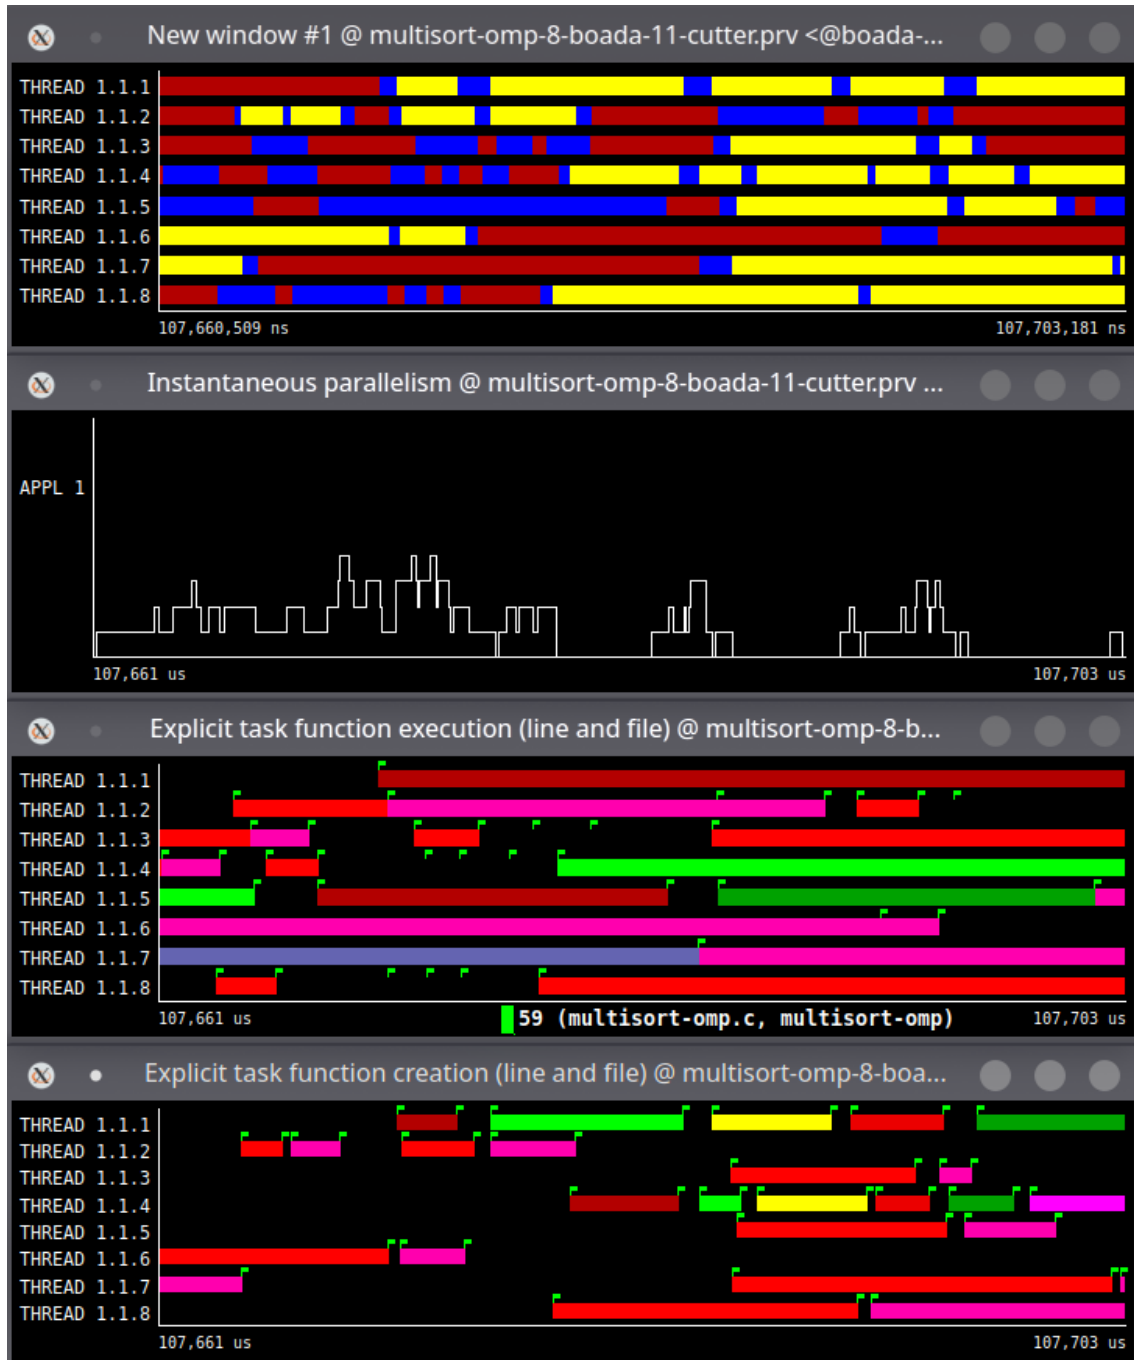 New window #1 @ multisort-omp-8-boada-11-cutter.prv <@boada-...
THREAD 1.1.1
THREAD 1.1.2
THREAD 1.1.3
THREAD 1.1.4
THREAD 1.1.5
THREAD 1.1.6
THREAD 1.1.7
THREAD 1.1.8
107,660,509 ns 107,703,181 ns
Instantaneous parallelism @ multisort-omp-8-boada-11-cutter.prv ...
APPL 1
107,661 us 107,703 us
Explicit task function execution (line and file) @ multisort-omp-8-b...
THREAD 1.1.1
THREAD 1.1.2
THREAD 1.1.3
THREAD 1.1.4
THREAD 1.1.5
THREAD 1.1.6
THREAD 1.1.7
THREAD 1.1.8
107,661 us 59 (multisort-omp.c, multisort-omp) 107,703 us
Explicit task function creation (line and file) @ multisort-omp-8-boa...
THREAD 1.1.1
THREAD 1.1.2
THREAD 1.1.3
THREAD 1.1.4
THREAD 1.1.5
THREAD 1.1.6
THREAD 1.1.7
THREAD 1.1.8
107,661 us 107,703 us